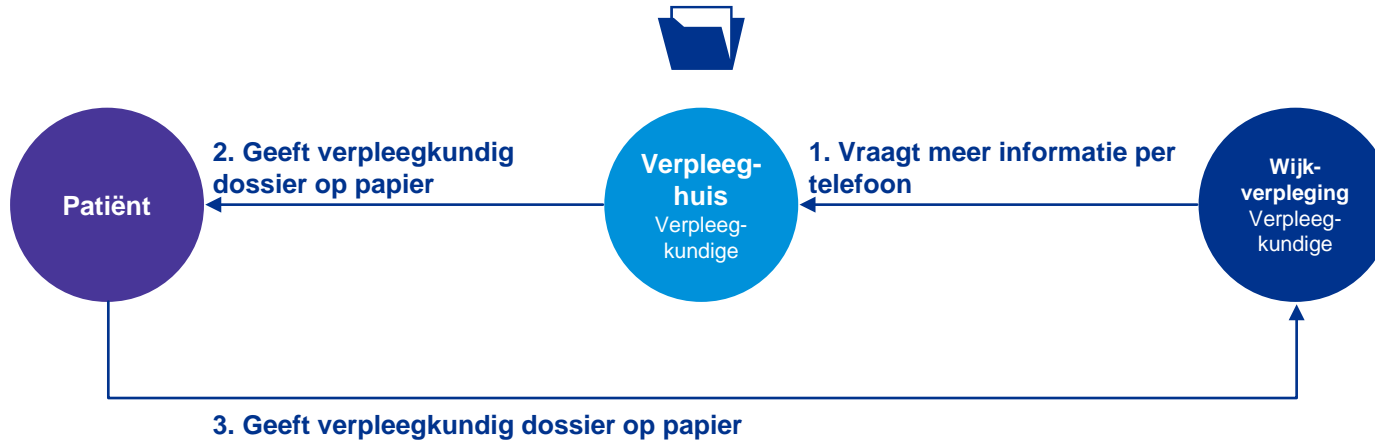 2. Geeft verpleegkundig
dossier op papier
1. Vraagt meer informatie per
telefoon
Patiënt
Verpleeg-
huis
Verpleeg-
kundige
Wijk-
verpleging
Verpleeg-
kundige
3. Geeft verpleegkundig dossier op papier